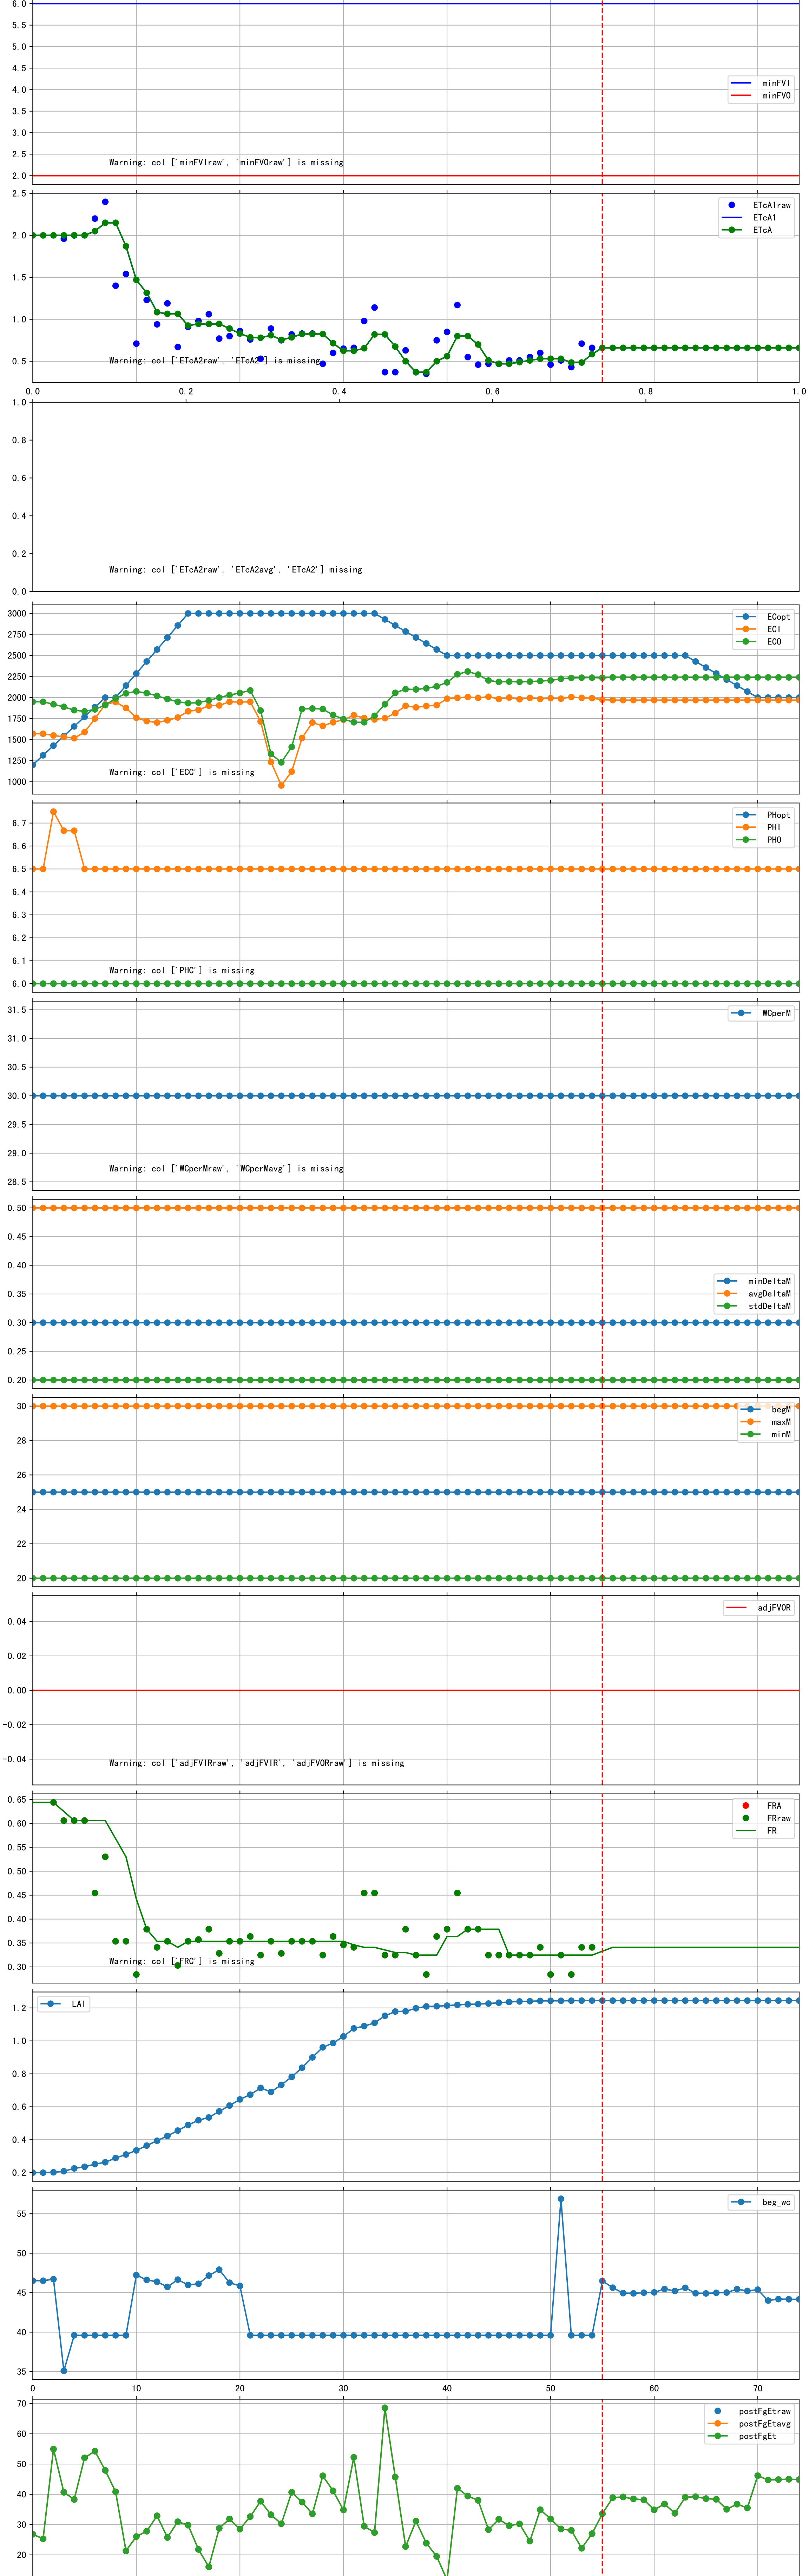 6.0
5.5
5.0
4.5
4.0
3.5
3.0
2.5
2.0
minFVI
minFVO
Warning: col ['minFVIraw', 'minFVOraw'] is missing
2.5
2.0
1.5
1.0
0.5
ETcA1raw
ETcA1
ETcA
Warning: col ['ETcA2raw', 'ETcA2'] is missing
0.0 0.2 0.4 0.6 0.8 1.0
1.0
0.8
0.6
0.4
0.2
0.0
Warning: col ['ETcA2raw', 'ETcA2avg', 'ETcA2'] missing
3000
2750
2500
2250
2000
1750
1500
1250
1000
ECopt
ECI
ECO
Warning: col ['ECC'] is missing
6.7
6.6
6.5
6.4
6.3
6.2
6.1
6.0
PHopt
PHI
PHO
Warning: col ['PHC'] is missing
31.5
31.0
30.5
30.0
29.5
29.0
28.5
WCperM
Warning: col ['WCperMraw', 'WCperMavg'] is missing
0.50
0.45
0.40
0.35
0.30
0.25
0.20
minDeltaM
avgDeltaM
stdDeltaM
30
28
26
24
22
20
begM
maxM
minM
0.04
0.02
0.00
-0.02
-0.04
adjFVOR
Warning: col ['adjFVIRraw', 'adjFVIR', 'adjFVORraw'] is missing
0.65
0.60
0.55
0.50
0.45
0.40
0.35
0.30
FRA
FRraw
FR
Warning: col ['FRC'] is missing
1.2
1.0
0.8
0.6
0.4
0.2
LAI
55
50
45
40
35
beg_wc
0 10 20 30 40 50 60 70
70
60
50
40
30
20
postFgEtraw
postFgEtavg
postFgEt